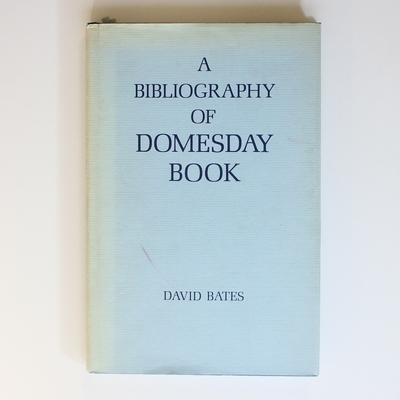 A
BIBLIOGRAPHY
OF
DOMESDAY
BOOK
DAVID BATES